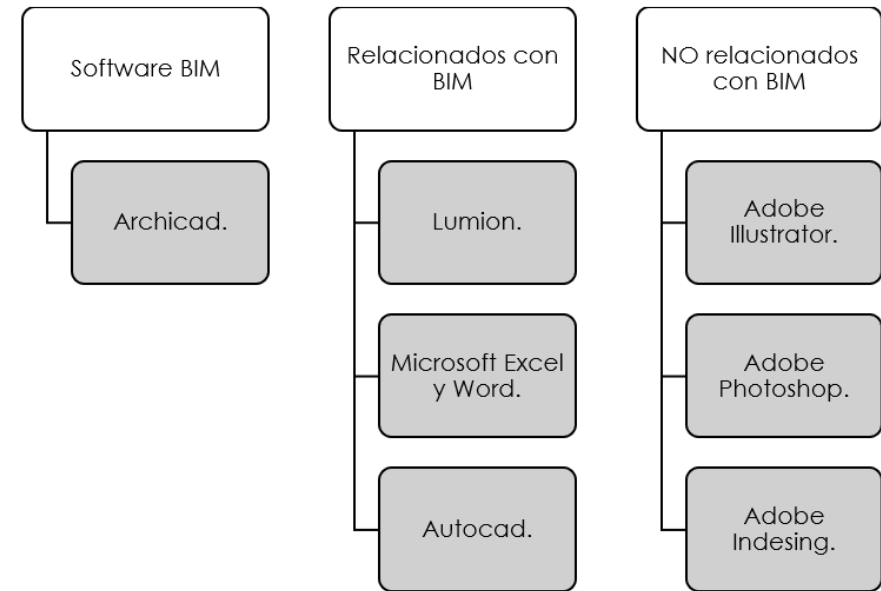 Software BIM
Archicad.
Relacionados con
BIM
Lumion.
Microsoft Excel
y Word.
Autocad.
NO relacionados
con BIM
Adobe
Illustrator.
Adobe
Photoshop.
Adobe
Indesing.